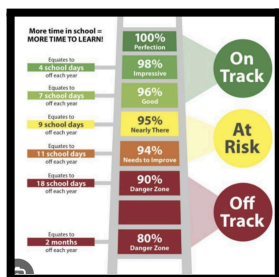 More time in school =
MORE TIME TO LEARN!
100%
Perfection
Equates to
4 school days
off each year
98%
Impressive
On
Track
Equates to
7 school days
off each year
96%
Good
Equates to
9 school days
off each year
95%
Nearly There
At
Risk
Equates to
11 school days
off each year
94%
Needs to Improve
Equates to
18 school days
off each year
90%
Danger Zone
Off
Track
Equates to
2 months
off each year
80%
Danger Zone